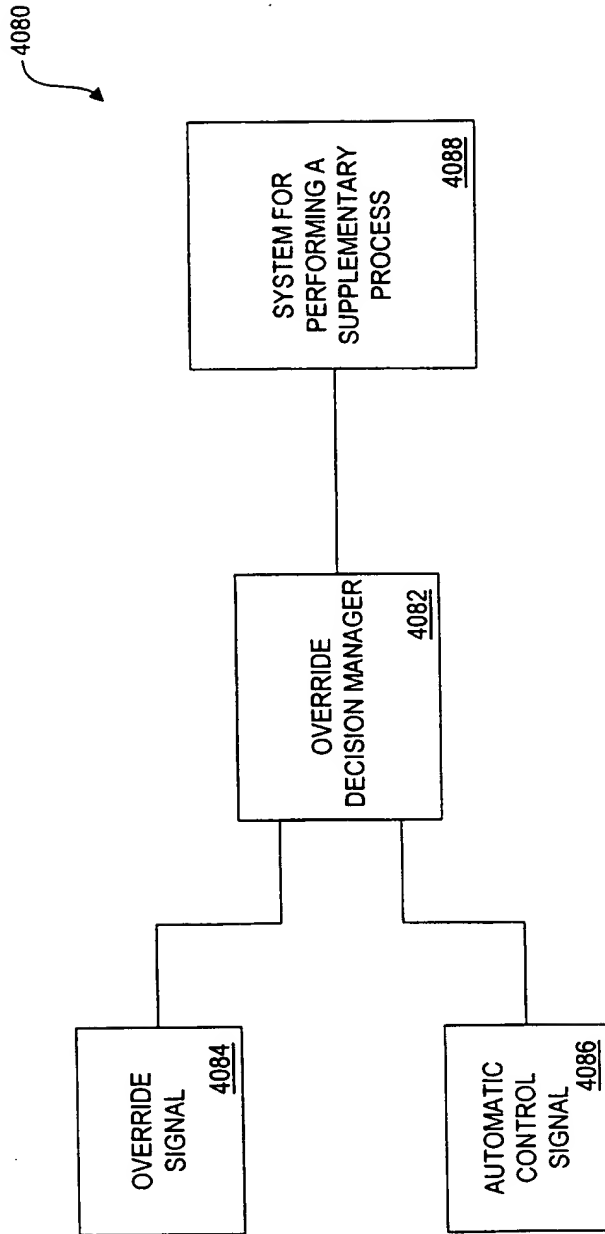 4080
OVERRIDE
SIGNAL
4084
AUTOMATIC
CONTROL
SIGNAL
4086
OVERRIDE
DECISION MANAGER
4082
SYSTEM FOR
PERFORMING A
SUPPLEMENTARY
PROCESS
4088